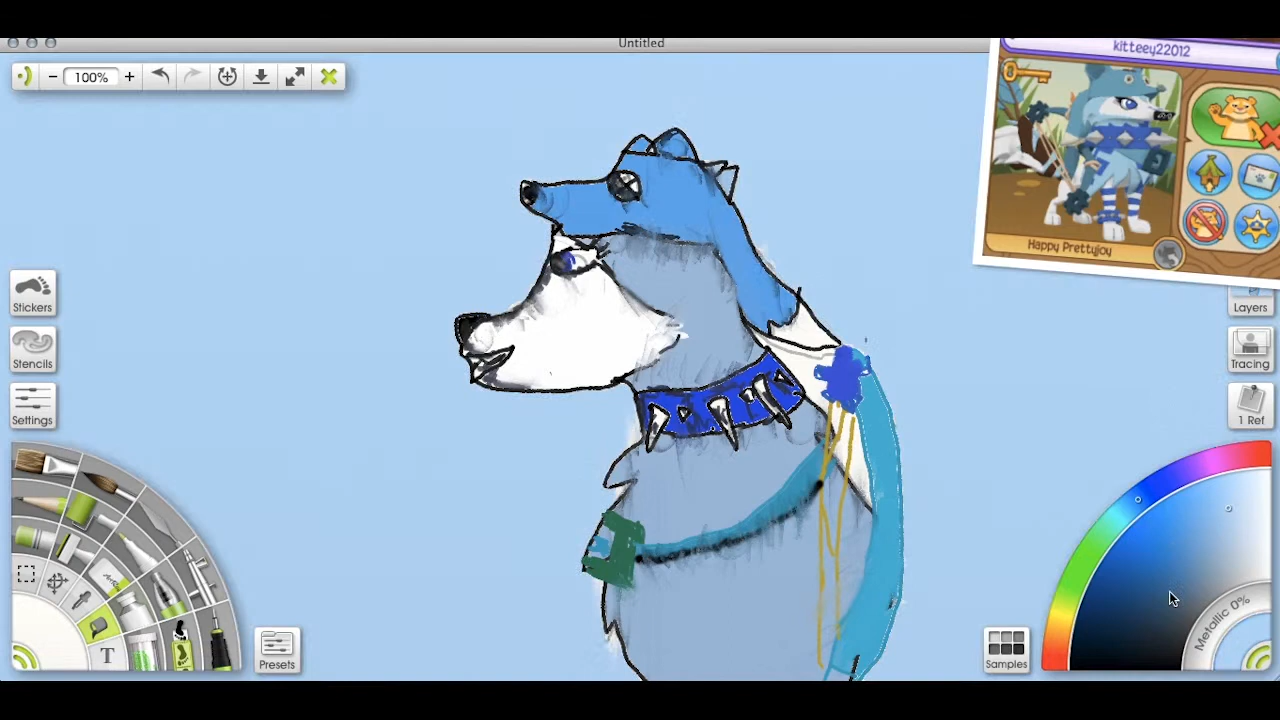 Untitled
kitteey22012
100%
Happy Prettyjoy
Stickers
Stencils
Settings
Layers
Tracing
1 Ref
T
Presets
Samples
Metallic 0%